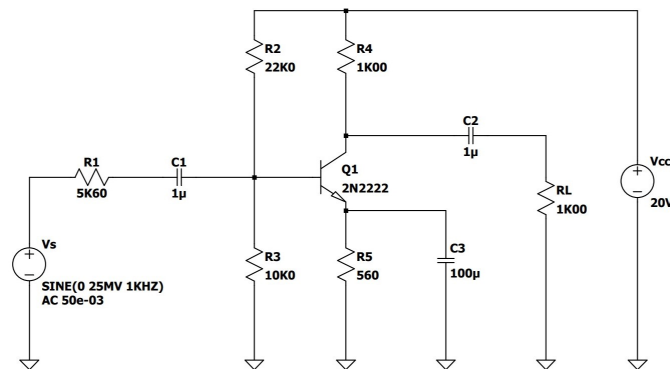 R2
22K0
R4
1K00
C2
1µ
Vcc
20V
R1
5K60
C1
1µ
Q1
2N2222
RL
1K00
Vs
SINE(0 25MV 1KHZ)
AC 50e-03
R3
10K0
R5
560
C3
100µ